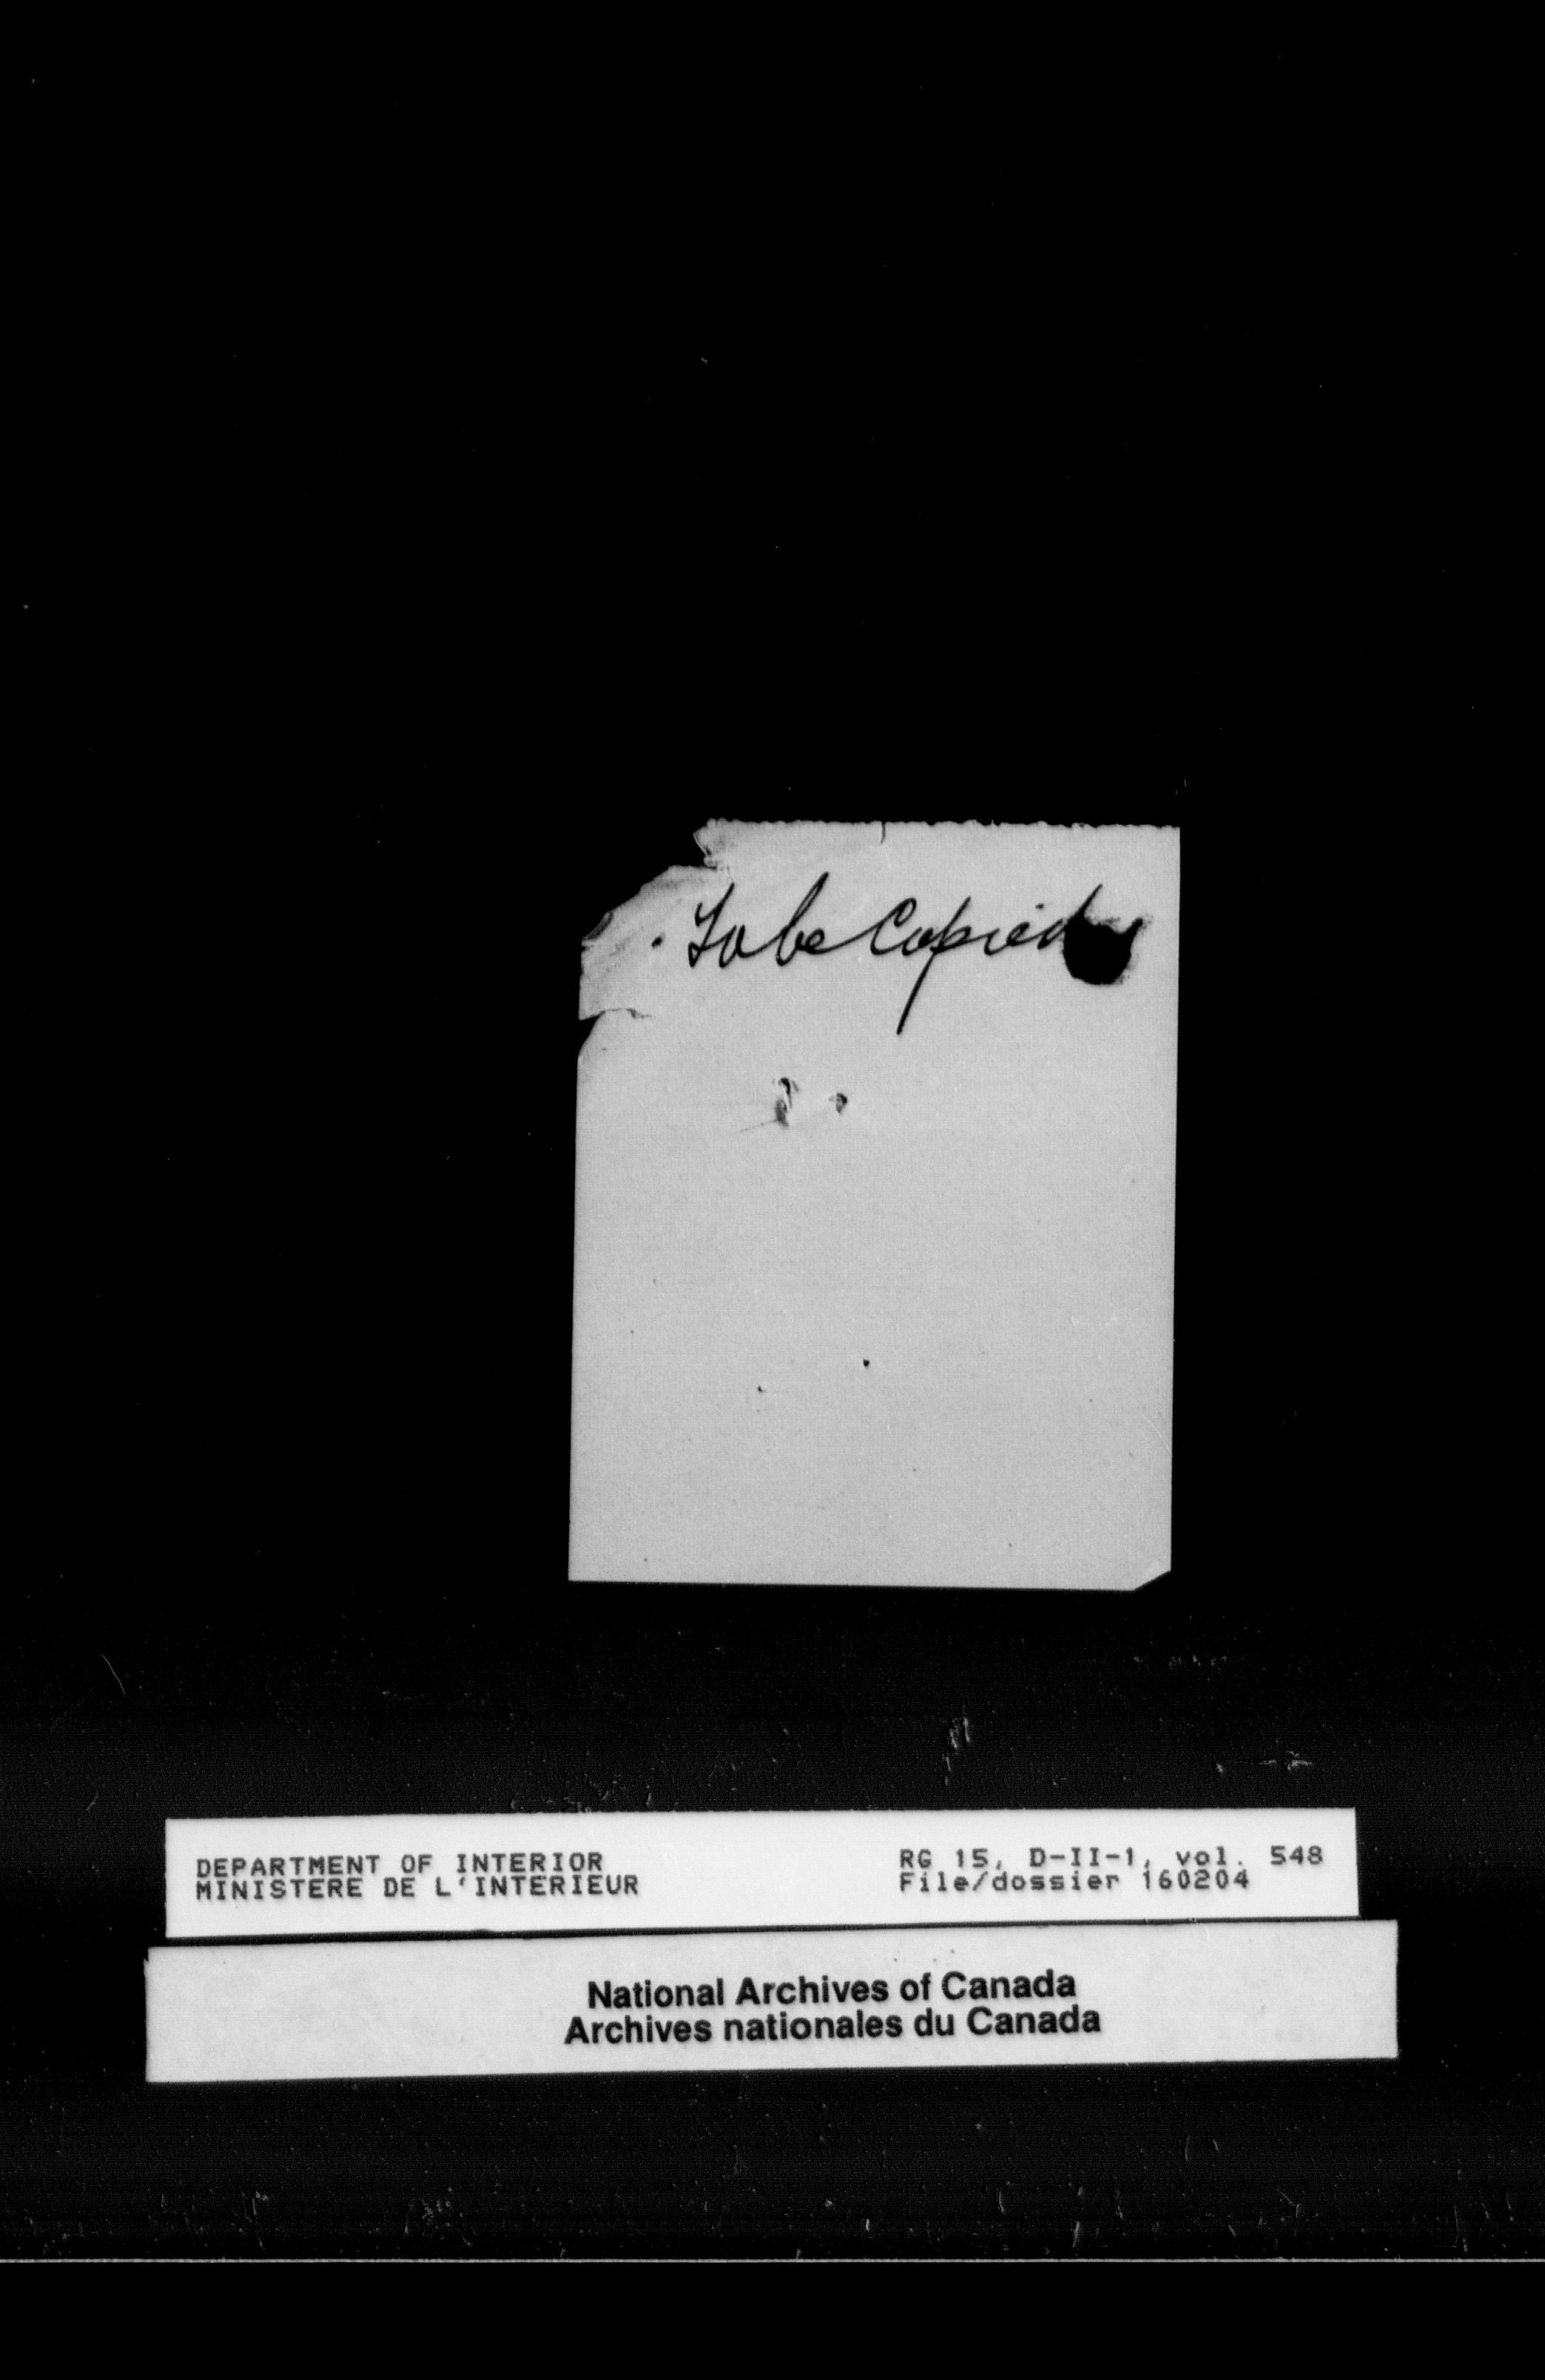 To be Copied
DEPARTMENT OF INTERIOR
MINISTERE DE L'INTERIEUR
RG 15, D-II-1, vol. 548
File/dossier 160204
National Archives of Canada
Archives nationales du Canada